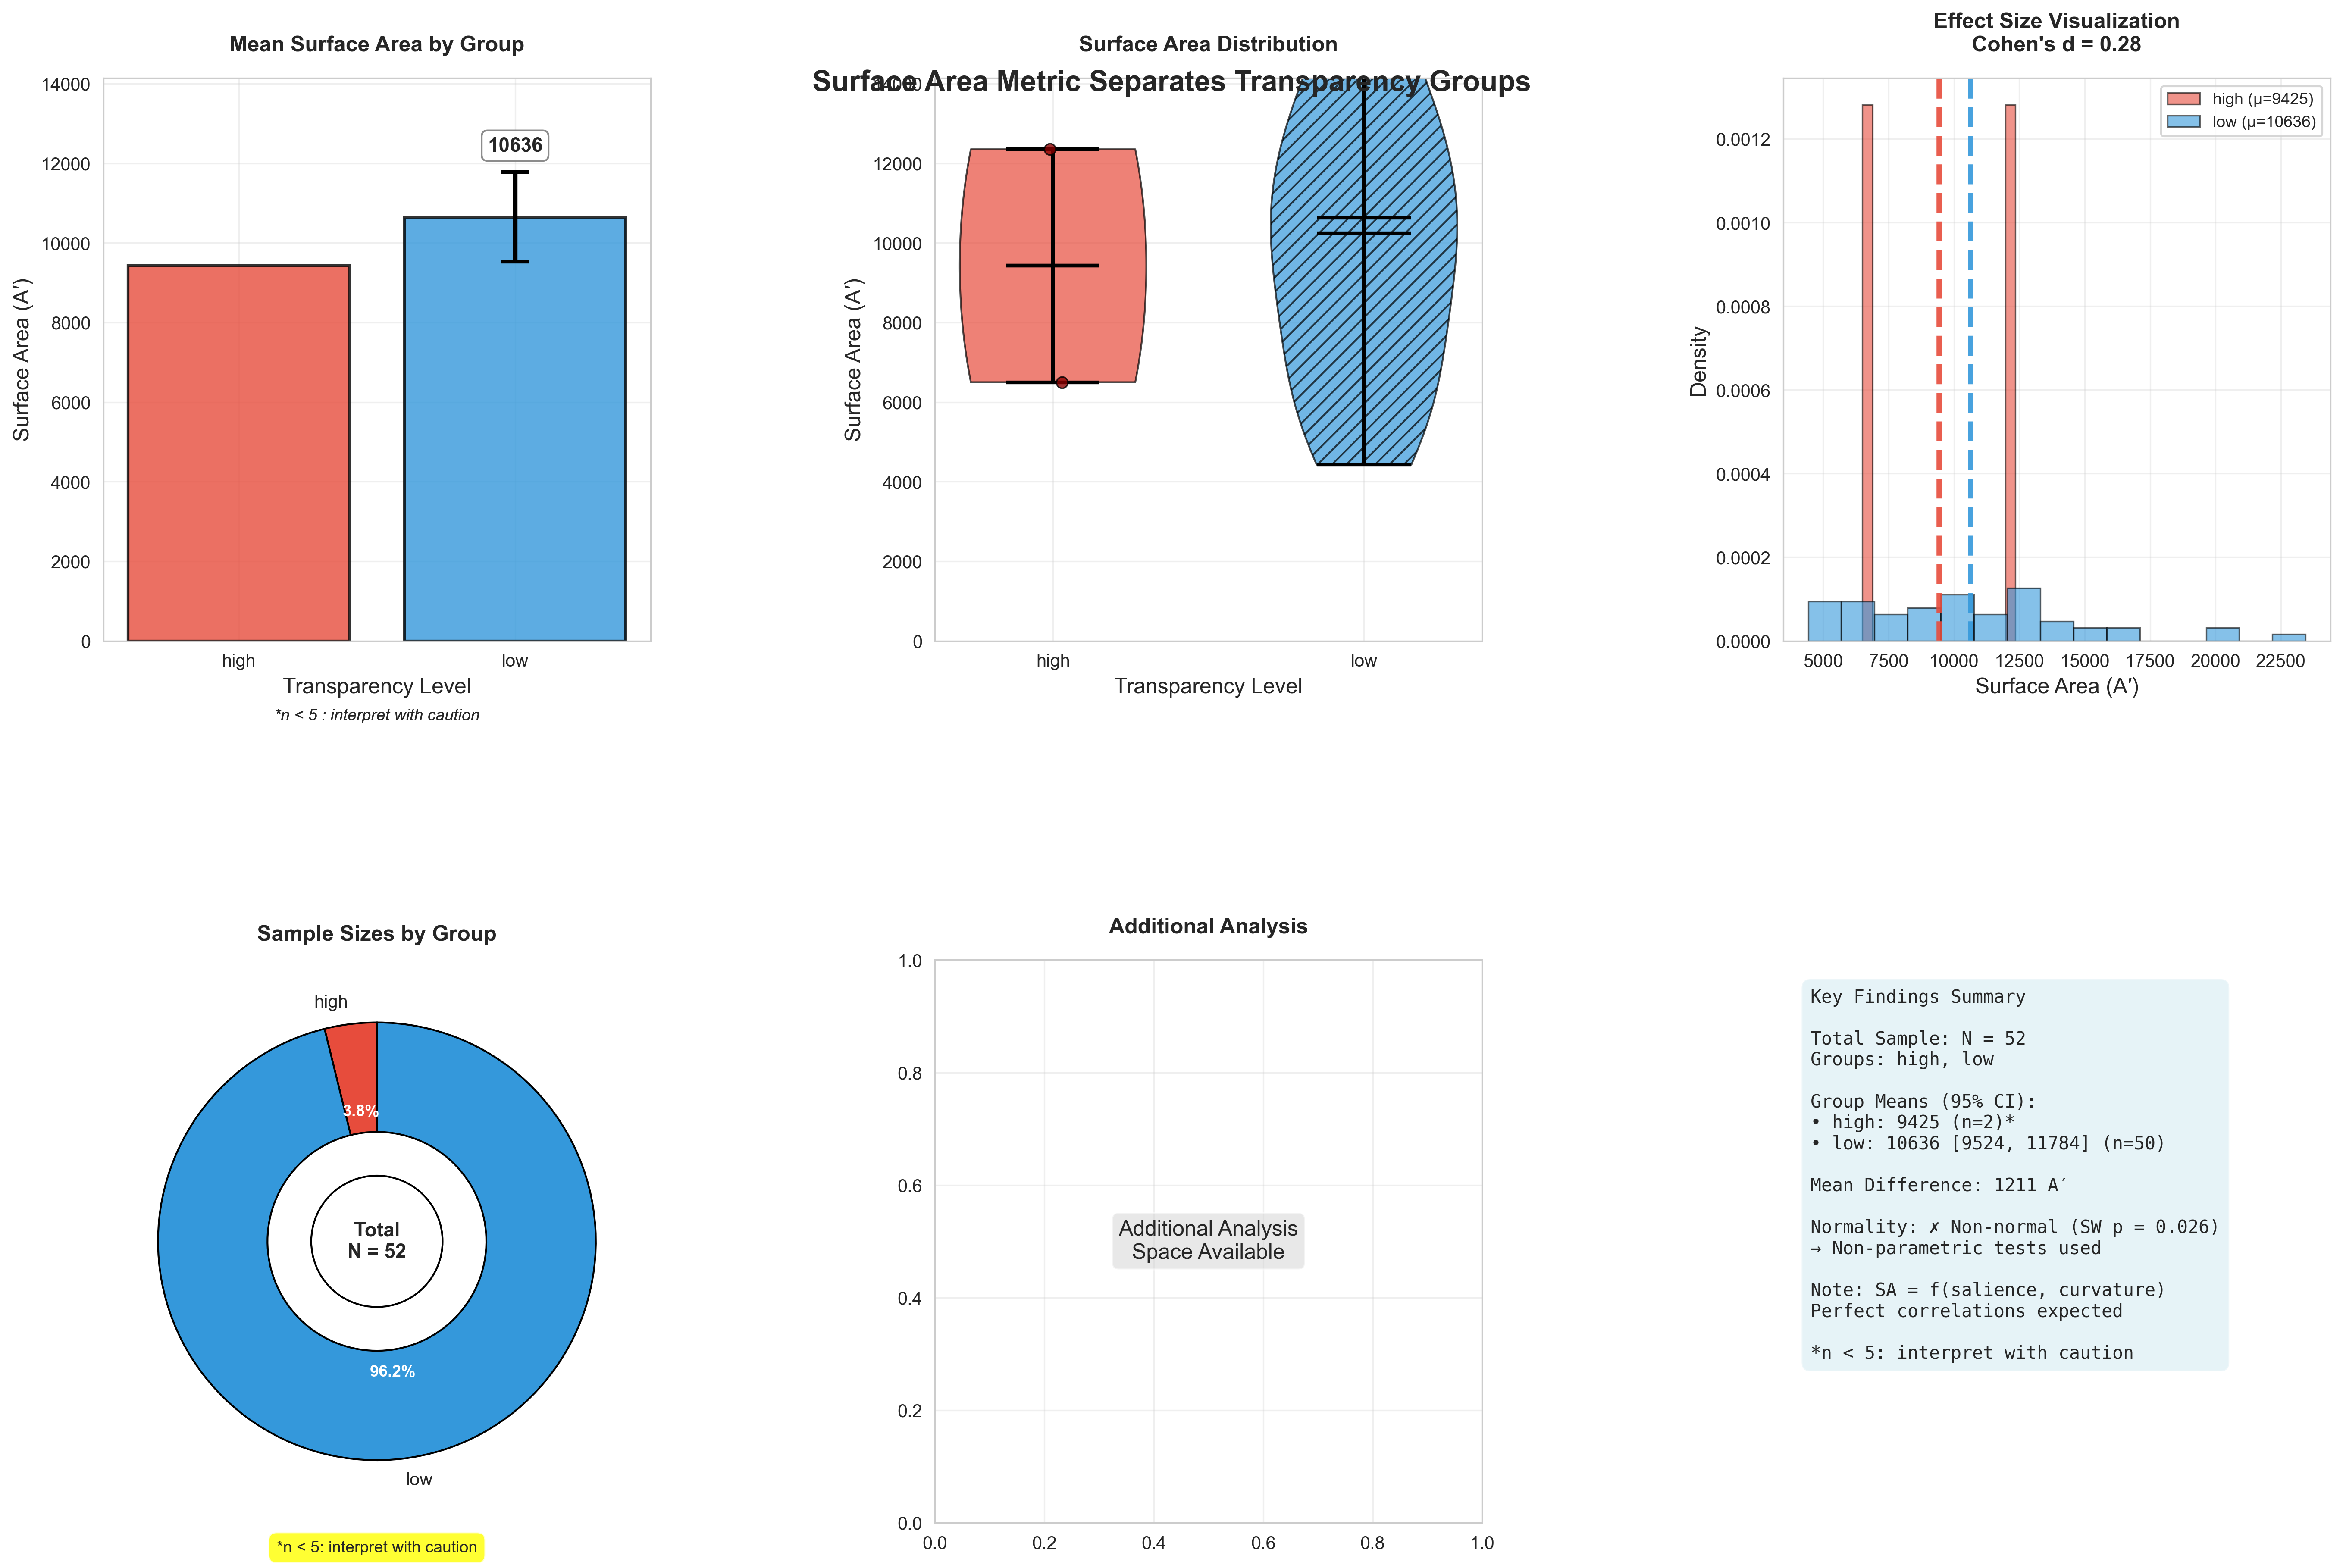 Surface Area Metric Separates Transparency Groups
Mean Surface Area by Group
14000
12000
10000
8000
6000
4000
2000
0
Surface Area (A′)
10636
high
low
Transparency Level
*n < 5 : interpret with caution
Surface Area Distribution
14000
12000
10000
8000
6000
4000
2000
0
Surface Area (A′)
high
low
Transparency Level
Effect Size Visualization
Cohen's d = 0.28
high (μ=9425)
low (μ=10636)
0.0012
0.0010
0.0008
0.0006
0.0004
0.0002
0.0000
Density
5000
7500
10000
12500
15000
17500
20000
22500
Surface Area (A′)
Sample Sizes by Group
high
3.8%
Total
N = 52
96.2%
low
*n < 5: interpret with caution
Additional Analysis
1.0
0.8
0.6
0.4
0.2
0.0
Additional Analysis
Space Available
0.0
0.2
0.4
0.6
0.8
1.0
Key Findings Summary
Total Sample: N = 52
Groups: high, low
Group Means (95% CI):
• high: 9425 (n=2)*
• low: 10636 [9524, 11784] (n=50)
Mean Difference: 1211 A′
Normality: ✗ Non-normal (SW p = 0.026)
→ Non-parametric tests used
Note: SA = f(salience, curvature)
Perfect correlations expected
*n < 5: interpret with caution